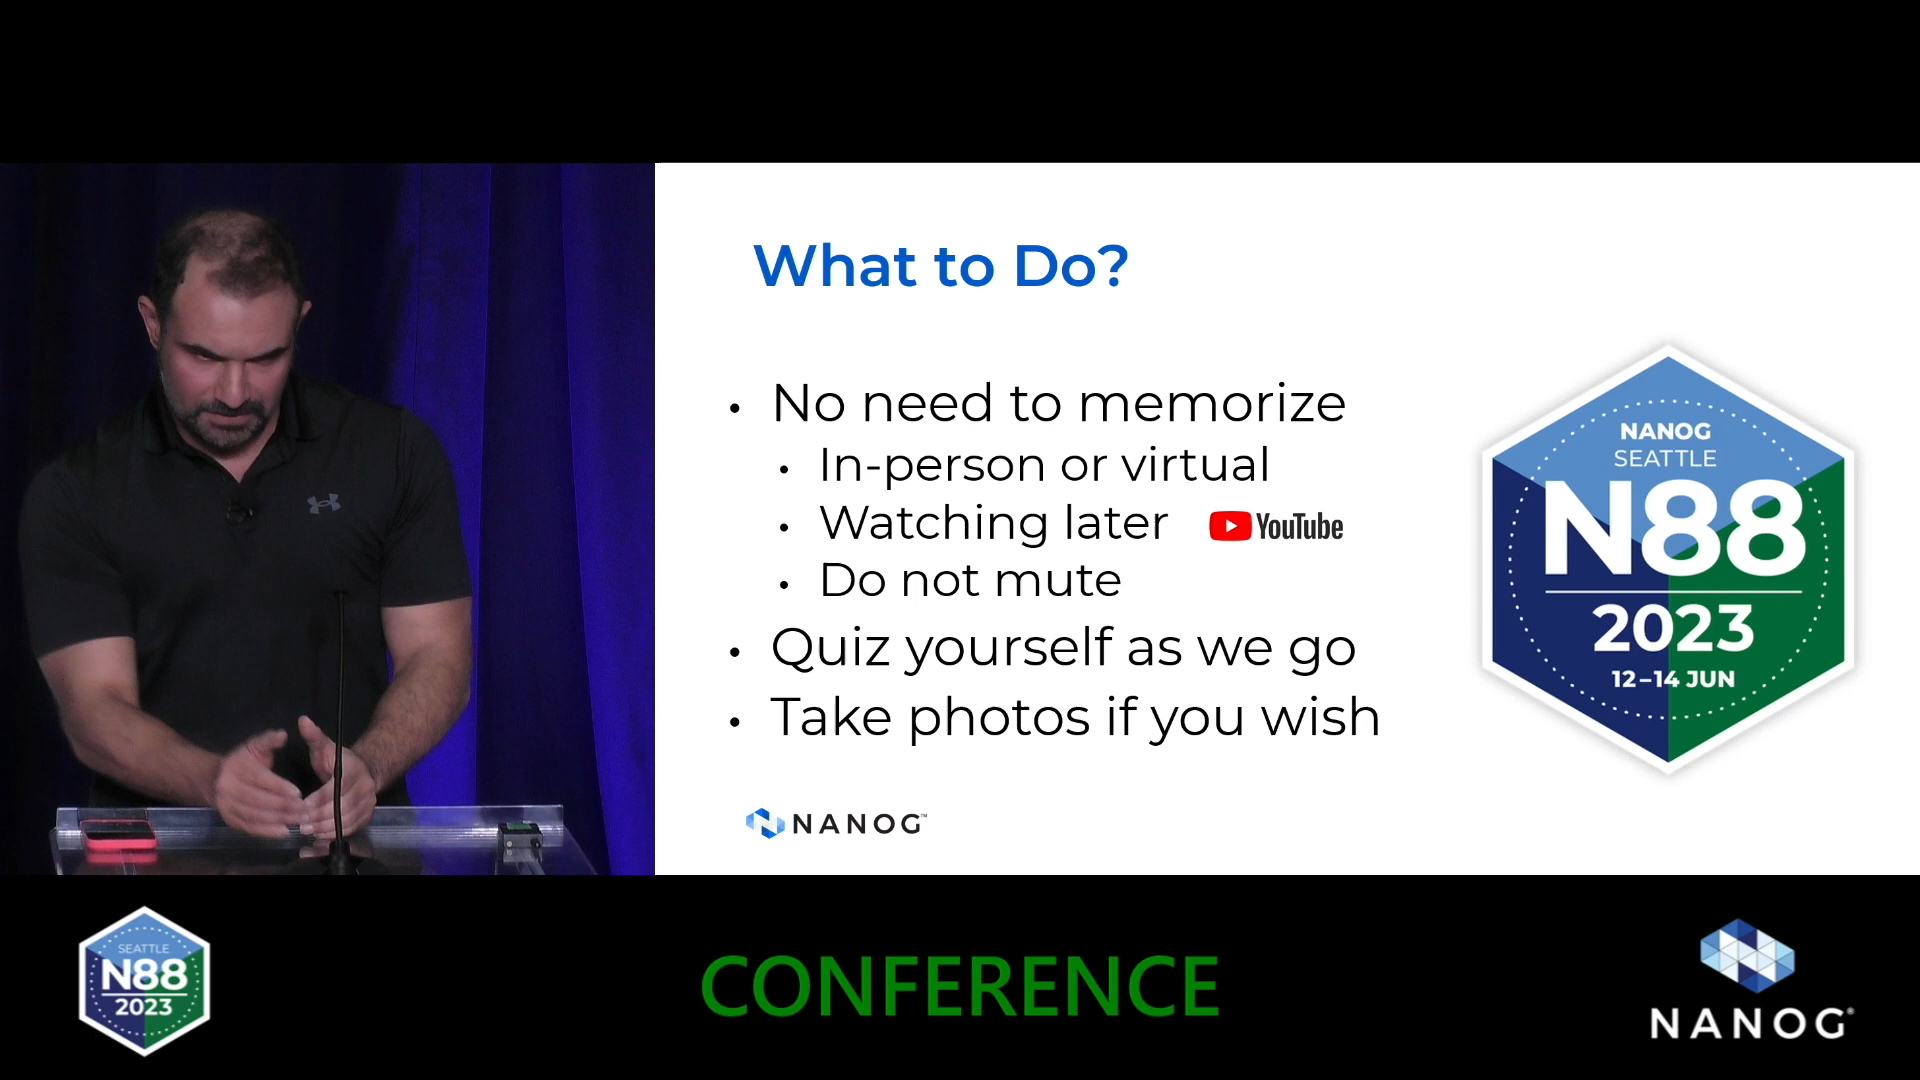 What to Do?
• No need to memorize
• In-person or virtual
• Watching later YouTube
• Do not mute
• Quiz yourself as we go
• Take photos if you wish
NANOG™
NANOG
SEATTLE
N88
2023
12–14 JUN
SEATTLE
N88
2023
CONFERENCE
NANOG®